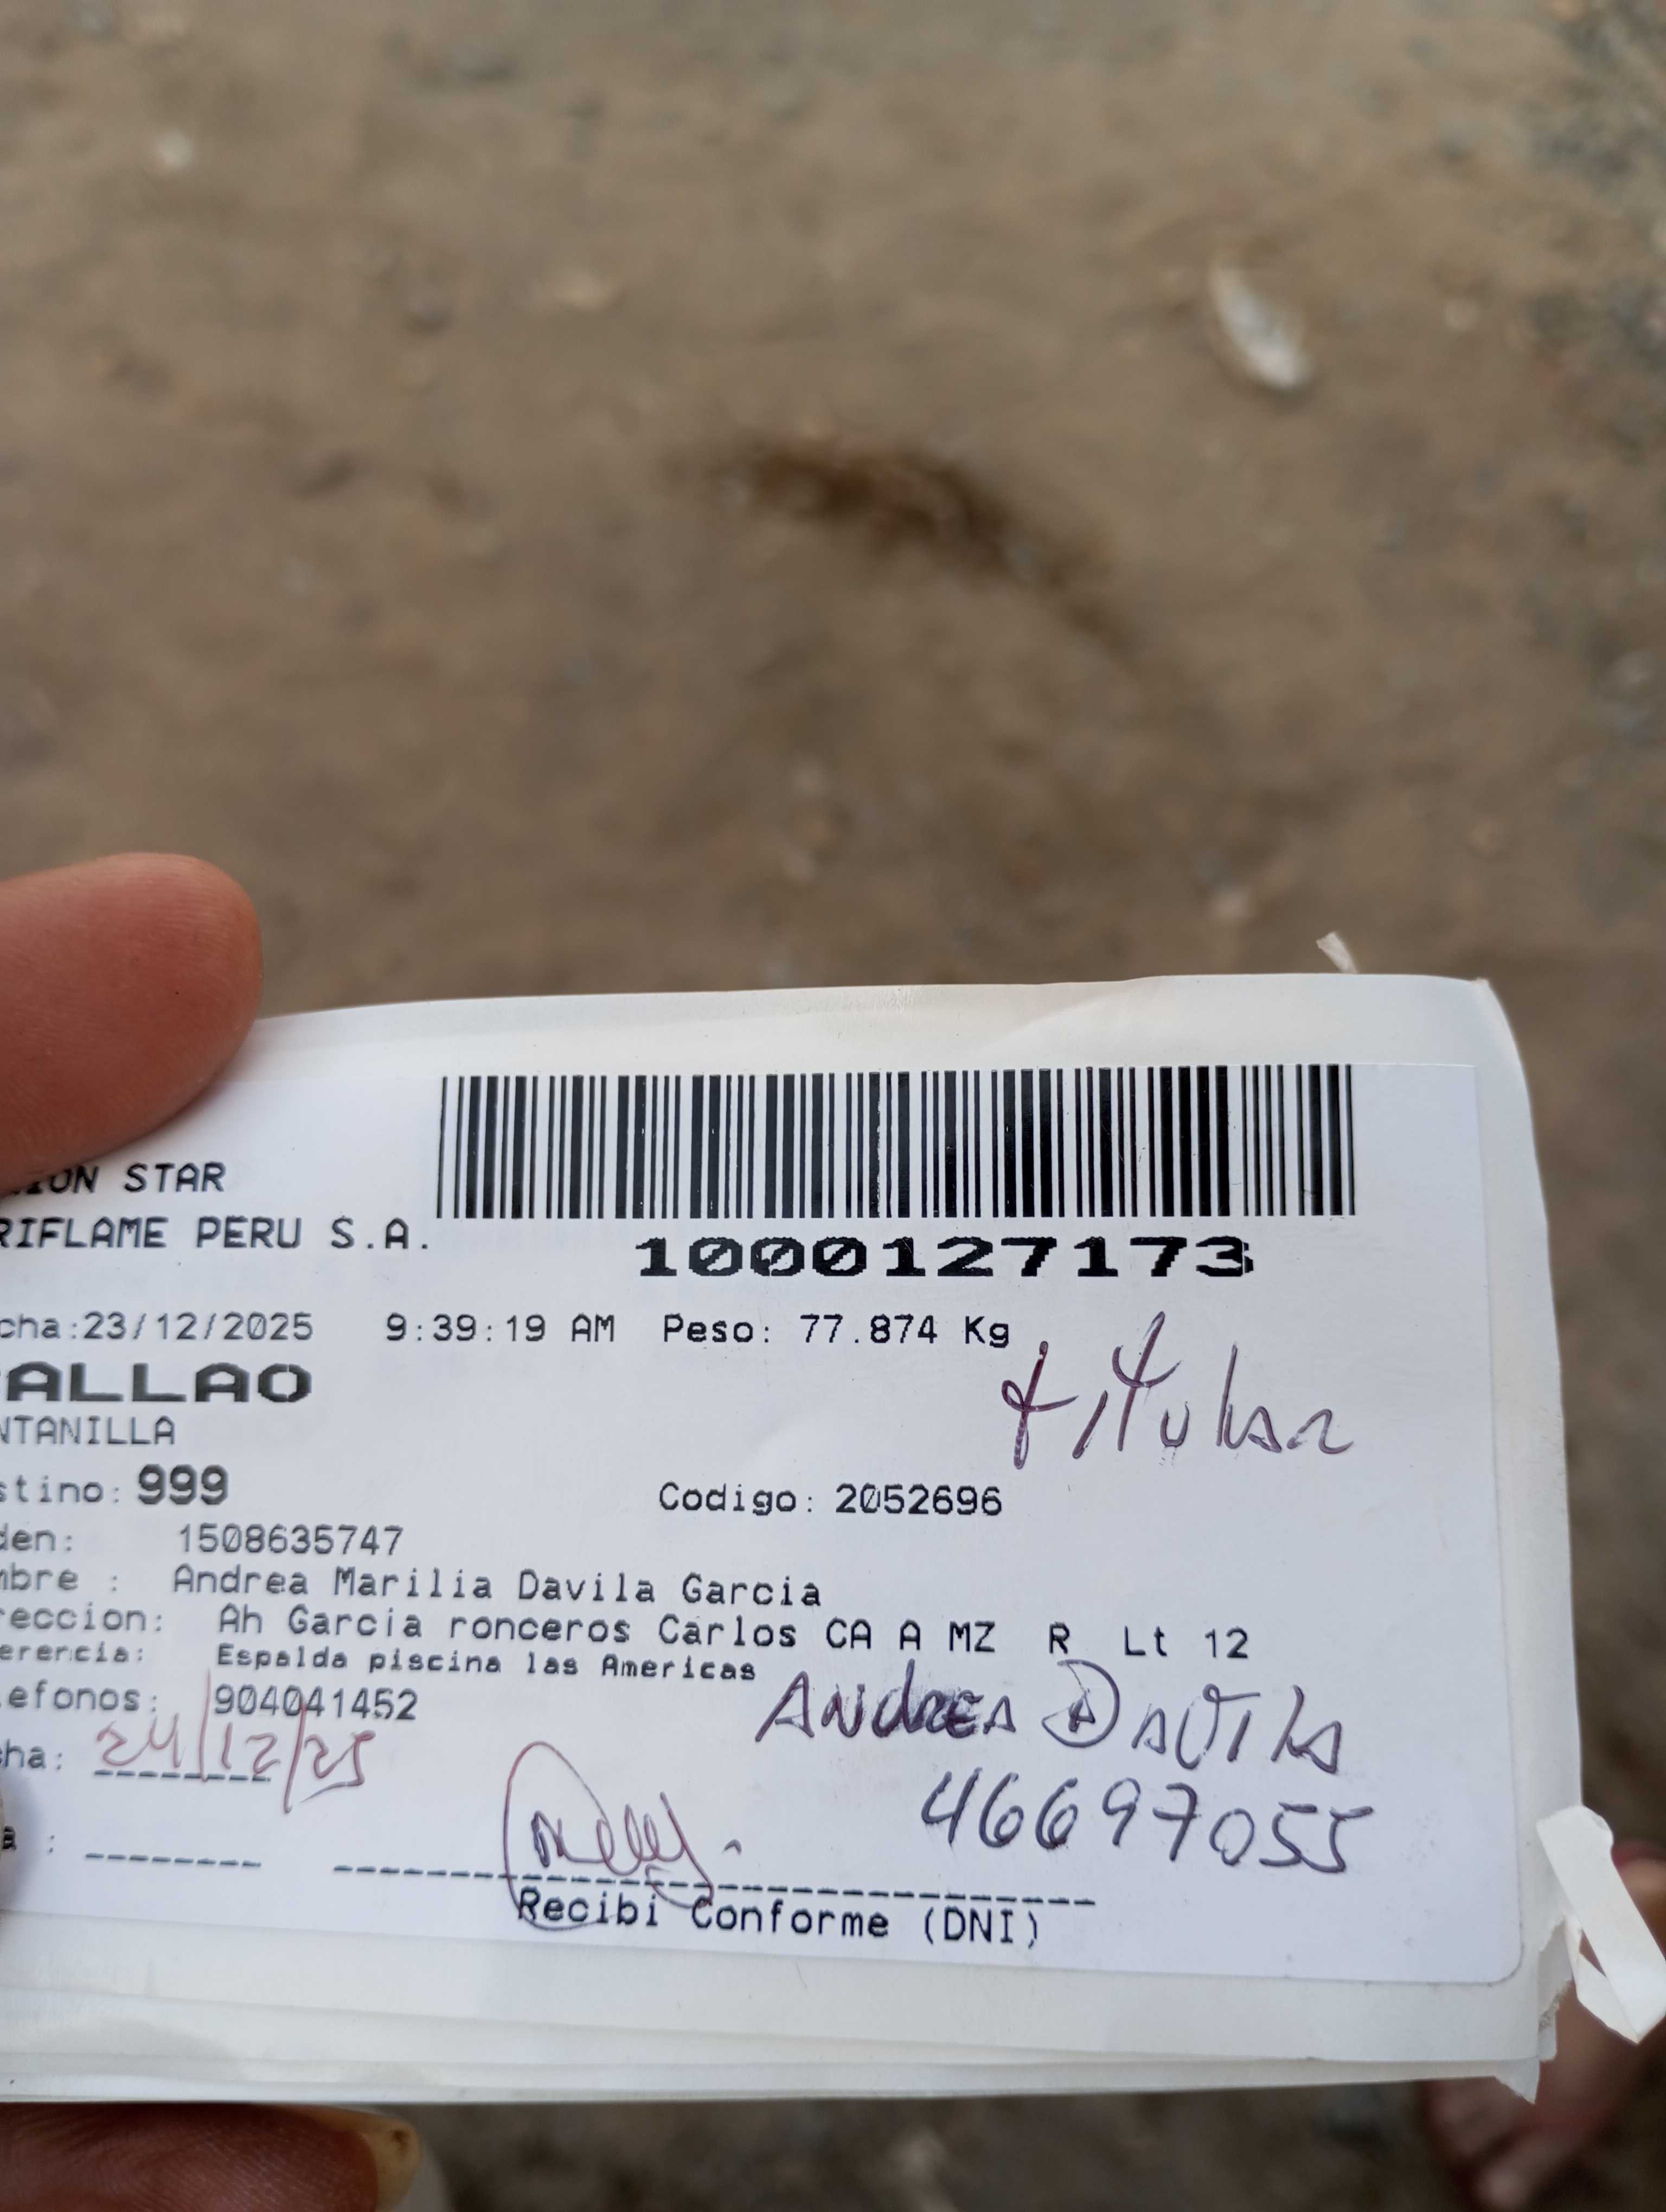 ION STAR
RIFLAME PERU S.A.
1000127173
cha:23/12/2025 9:39:19 AM Peso: 77.874 Kg
titular
ALLAO
NTANILLA
stino: 999
Codigo: 2052696
den: 1508635747
mbre : Andrea Marilia Davila Garcia
reccion: Ah Garcia ronceros Carlos CA A MZ R Lt 12
erencia: Espalda piscina las Americas
efonos: 904041452
ANdREA DAVILA
ha: 24/12/25
46697055
a :
Recibi Conforme (DNI)